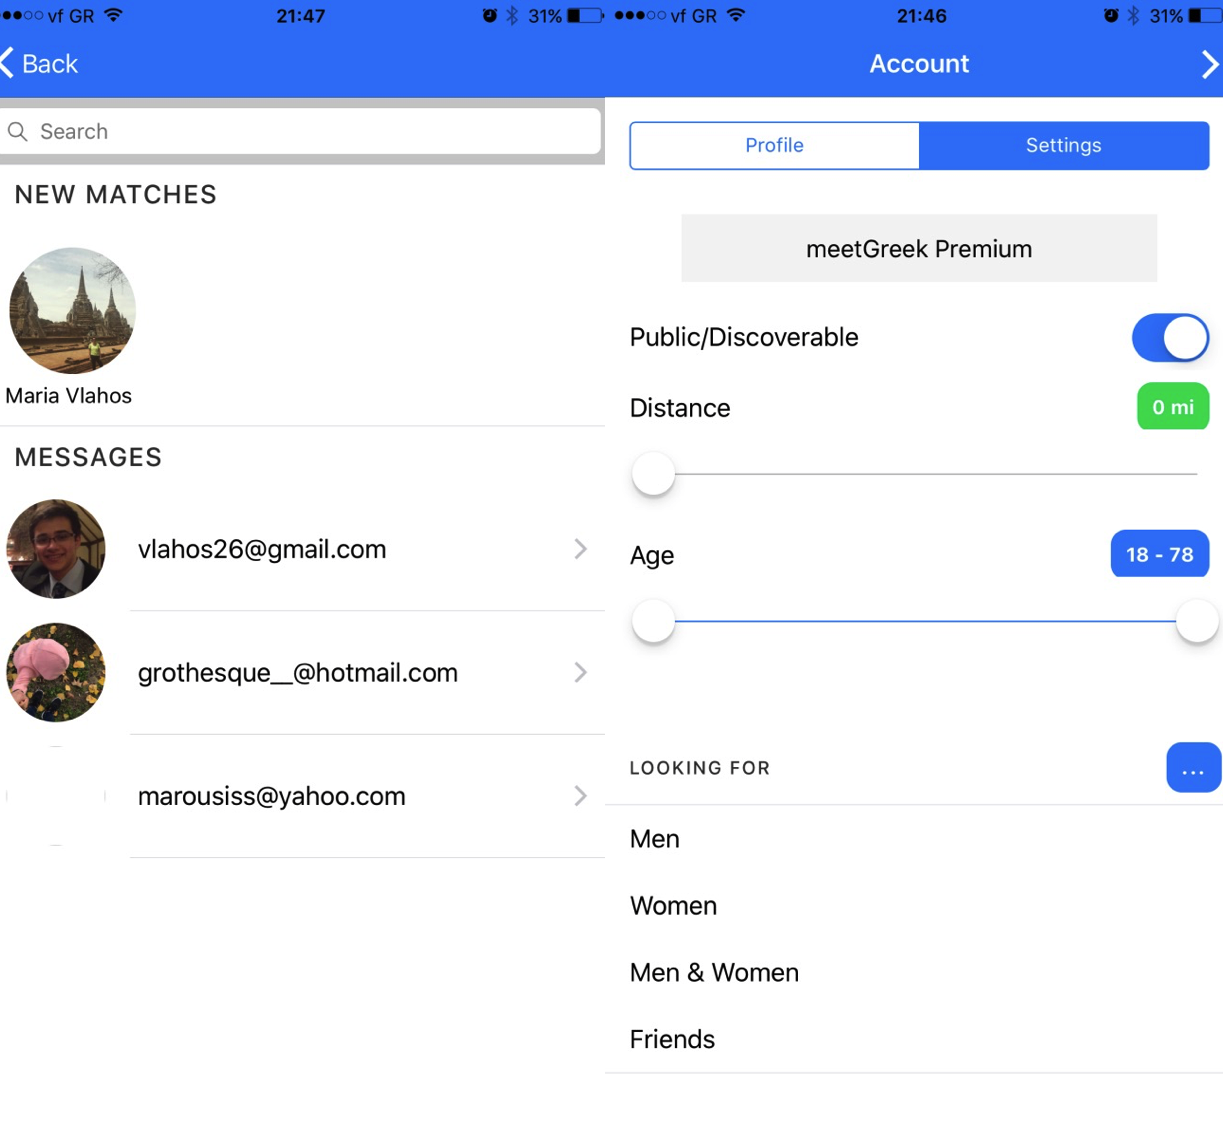 vf GR 21:47 31%
Back
Search
NEW MATCHES
Maria Vlahos
MESSAGES
vlahos26@gmail.com
grothesque__@hotmail.com
marousiss@yahoo.com
vf GR 21:46 31%
Account
Profile Settings
meetGreek Premium
Public/Discoverable
Distance 0 mi
Age 18 - 78
LOOKING FOR ...
Men
Women
Men & Women
Friends